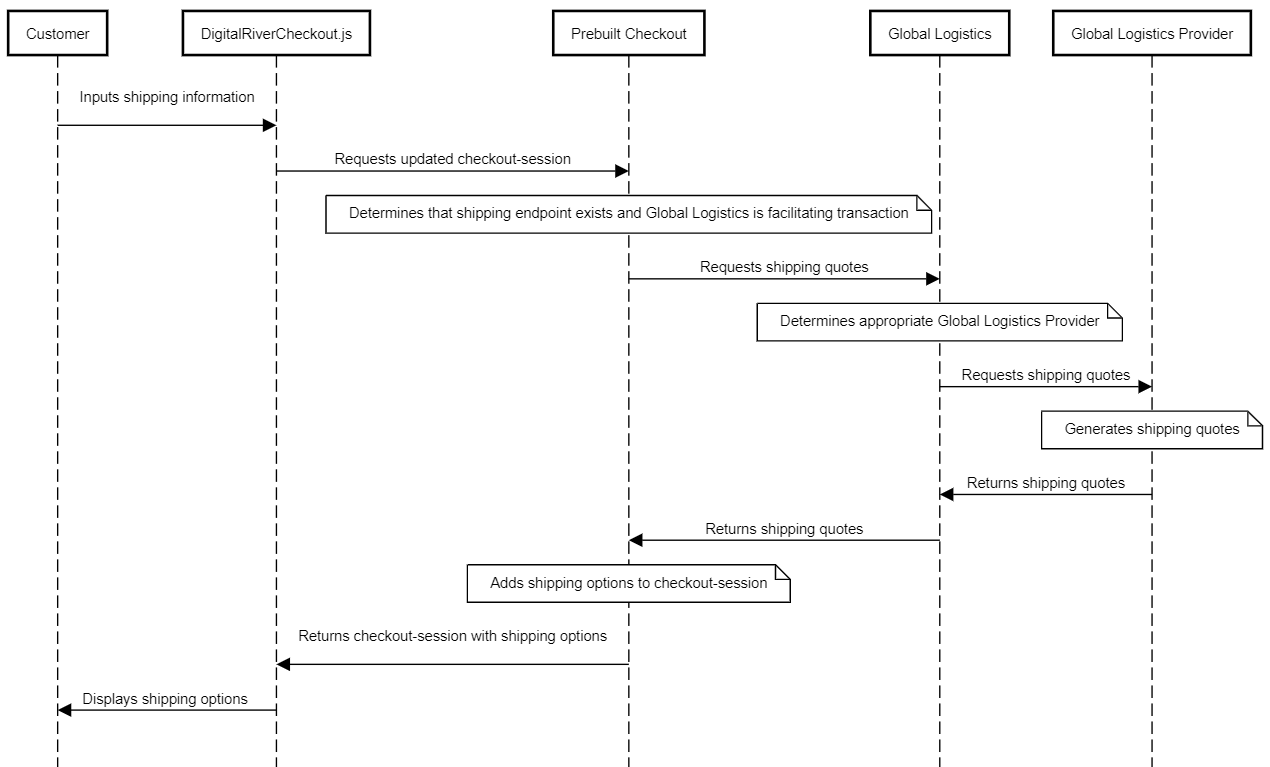 Customer
DigitalRiverCheckout.js
Prebuilt Checkout
Global Logistics
Global Logistics Provider
Inputs shipping information
Requests updated checkout-session
Determines that shipping endpoint exists and Global Logistics is facilitating transaction
Requests shipping quotes
Determines appropriate Global Logistics Provider
Requests shipping quotes
Generates shipping quotes
Returns shipping quotes
Returns shipping quotes
Adds shipping options to checkout-session
Returns checkout-session with shipping options
Displays shipping options